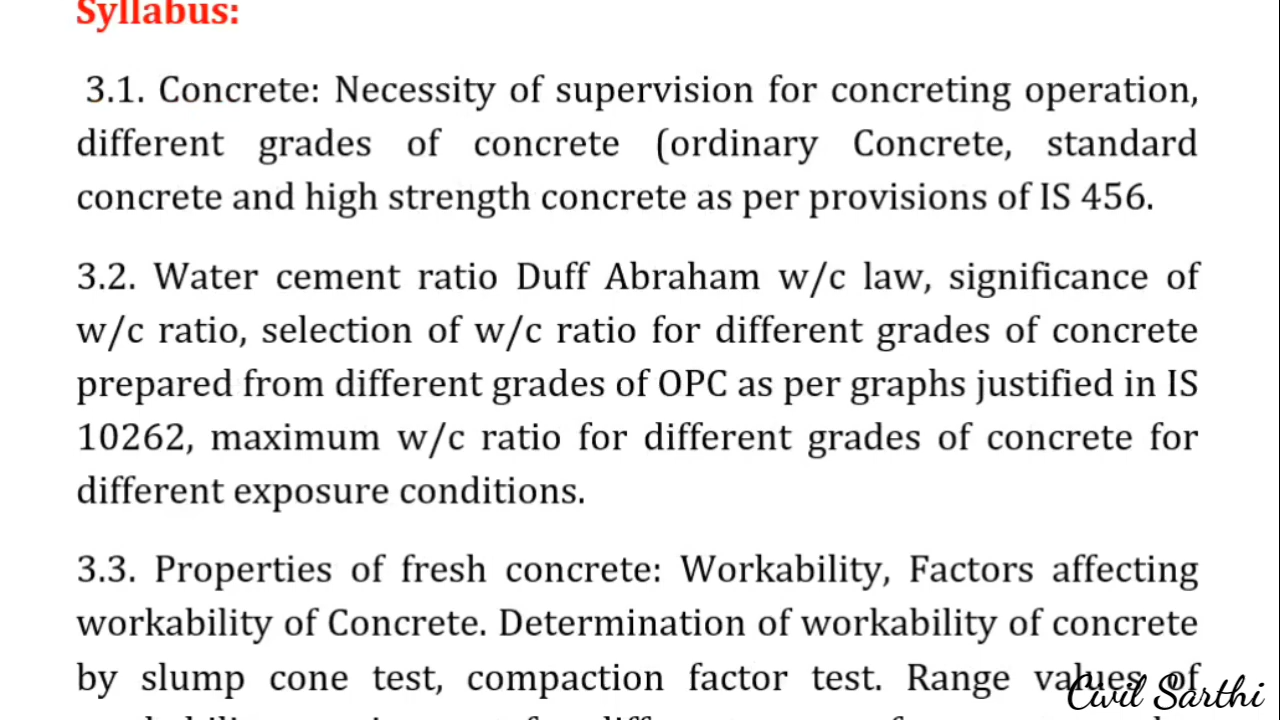 Syllabus:
3.1. Concrete: Necessity of supervision for concreting operation,
different grades of concrete (ordinary Concrete, standard
concrete and high strength concrete as per provisions of IS 456.
3.2. Water cement ratio Duff Abraham w/c law, significance of
w/c ratio, selection of w/c ratio for different grades of concrete
prepared from different grades of OPC as per graphs justified in IS
10262, maximum w/c ratio for different grades of concrete for
different exposure conditions.
3.3. Properties of fresh concrete: Workability, Factors affecting
workability of Concrete. Determination of workability of concrete
by slump cone test, compaction factor test. Range values of
Civil Sarthi